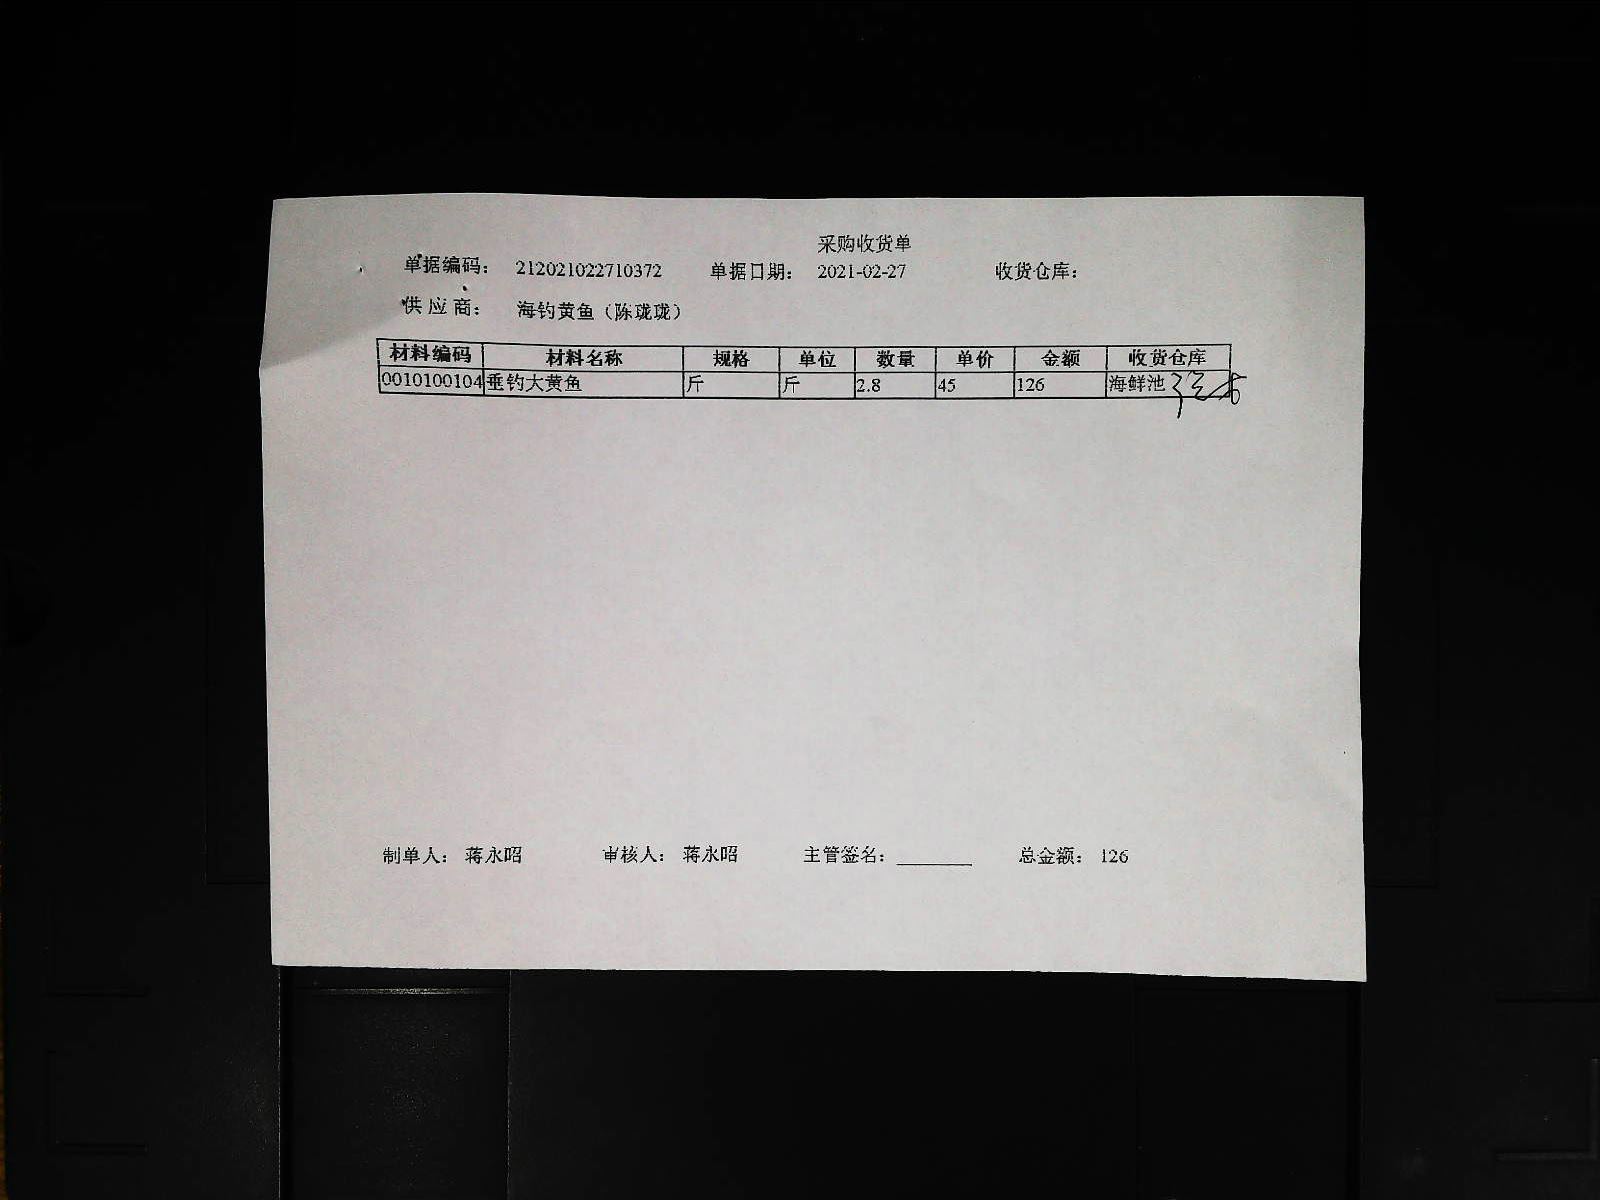 采购收货单
单据编码： 212021022710372 单据日期： 2021-02-27 收货仓库：
供 应 商： 海钓黄鱼（陈珑珑）
材料编码 材料名称 规格 单位 数量 单价 金额 收货仓库
0010100104 垂钓大黄鱼 斤 斤 2.8 45 126 海鲜池
制单人： 蒋永昭 审核人： 蒋永昭 主管签名：________ 总金额： 126